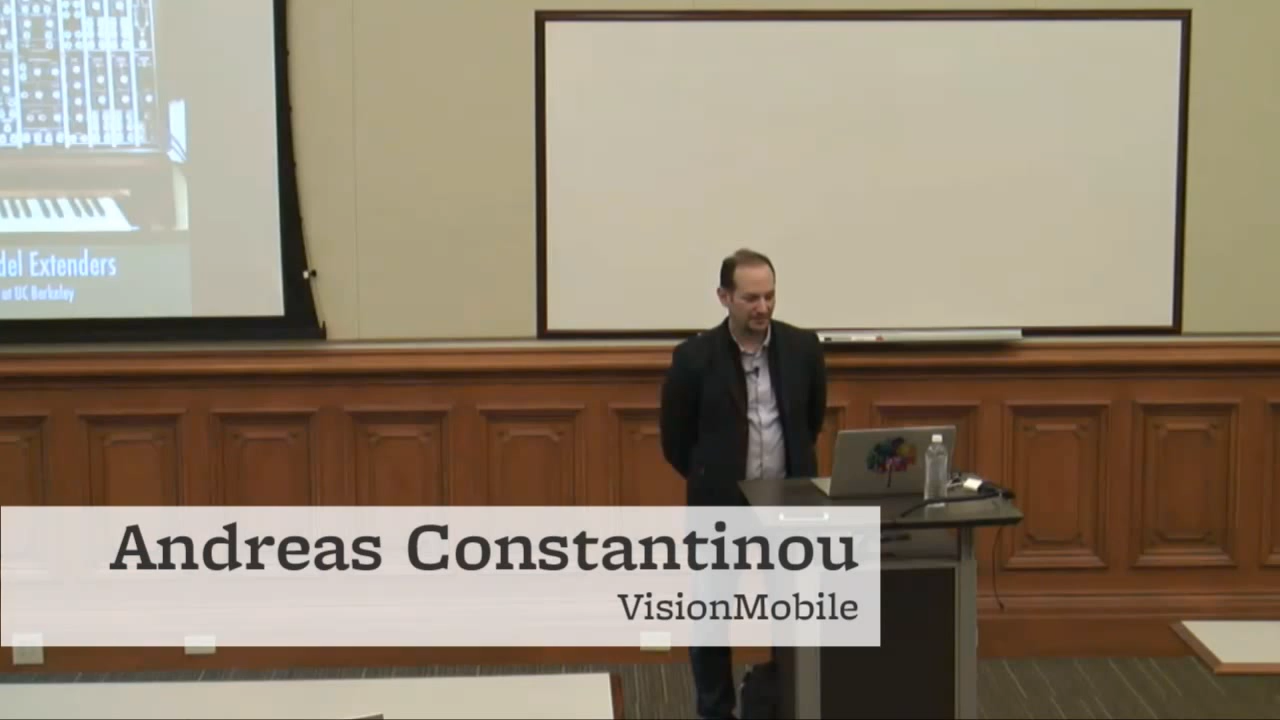 del Extenders
at UC Berkeley
Andreas Constantinou
VisionMobile